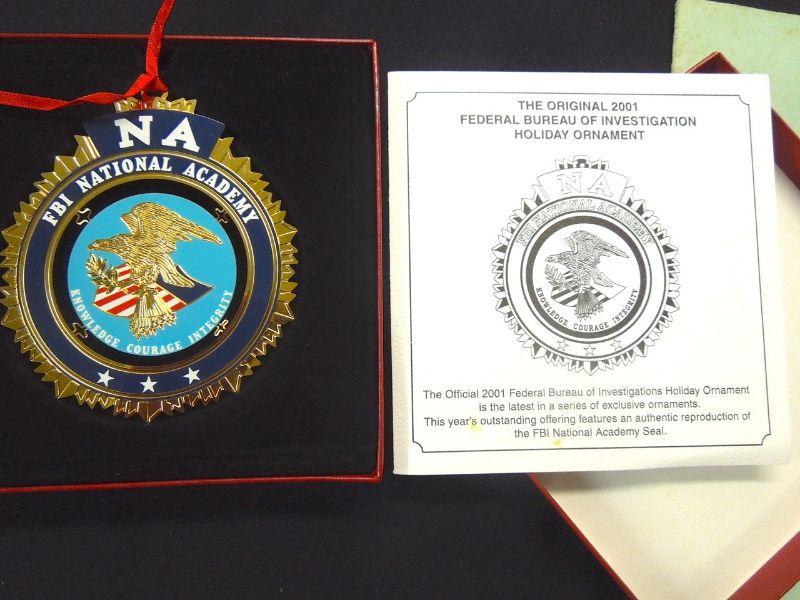 NA
FBI NATIONAL ACADEMY
KNOWLEDGE COURAGE INTEGRITY
THE ORIGINAL 2001
FEDERAL BUREAU OF INVESTIGATION
HOLIDAY ORNAMENT
NA
FBI NATIONAL ACADEMY
KNOWLEDGE COURAGE INTEGRITY
The Official 2001 Federal Bureau of Investigations Holiday Ornament
is the latest in a series of exclusive ornaments.
This year's outstanding offering features an authentic reproduction of
the FBI National Academy Seal.